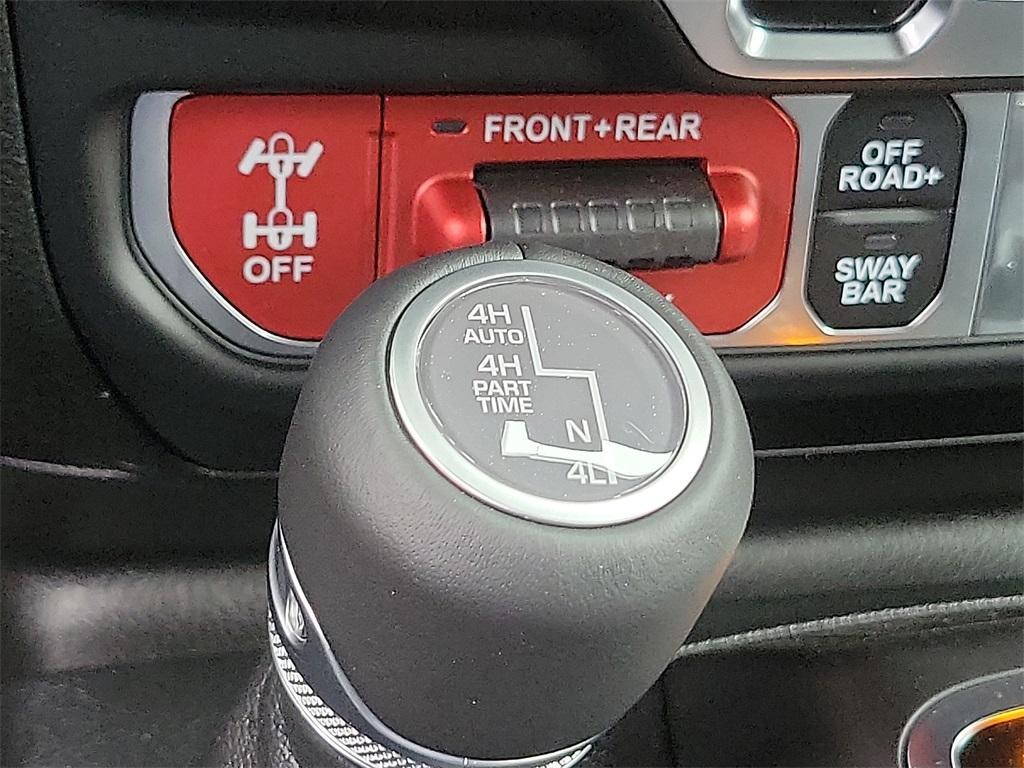 FRONT+REAR
OFF
OFF
ROAD+
SWAY
BAR
4H
AUTO
4H
PART
TIME
N
4L